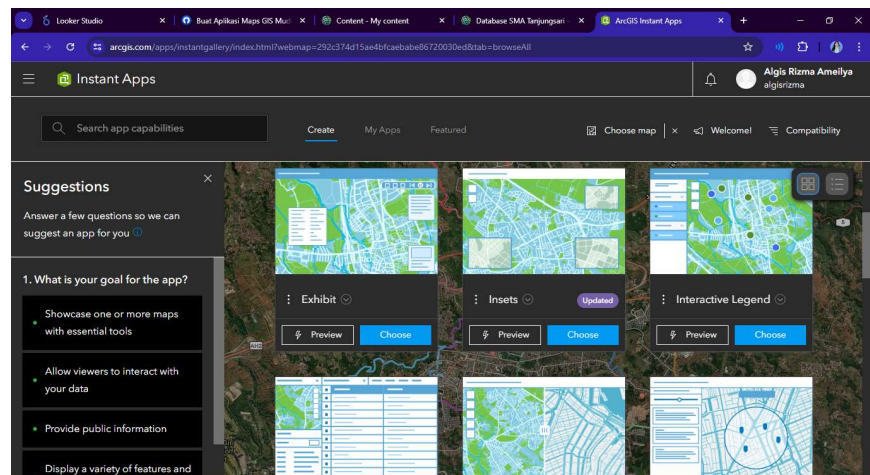 Looker Studio
Buat Aplikasi Maps GIS Mud
Content - My content
Database SMA Tanjungsari -
ArcGIS Instant Apps
arcgis.com/apps/instantgallery/index.html?webmap=292c374d15ae4bfcaebabe86720030ed&tab=browseAll
Instant Apps
Algis Rizma Ameilya
algisrizma
Search app capabilities
Create
My Apps
Featured
Choose map
Welcome!
Compatibility
Suggestions
Answer a few questions so we can
suggest an app for you
1. What is your goal for the app?
Showcase one or more maps
with essential tools
Allow viewers to interact with
your data
Provide public information
Display a variety of features and
Exhibit
Insets
Updated
Interactive Legend
Preview
Choose
Preview
Choose
Preview
Choose
AH2
5